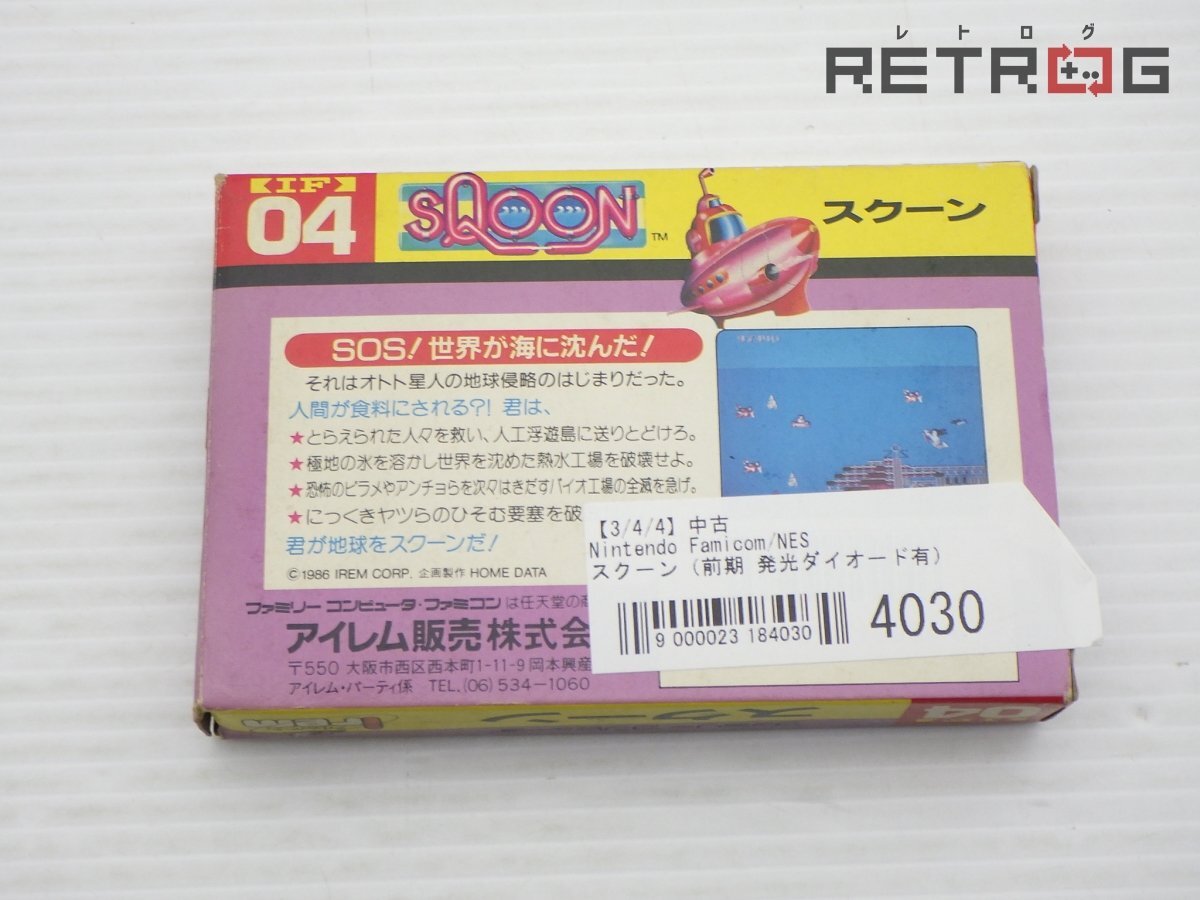 レトログ
RETROG
IF
04
SQOON
TM
スクーン
SOS!世界が海に沈んだ!
それはオトト星人の地球侵略のはじまりだった。
人間が食料にされる?!君は、
★とらえられた人々を救い、人工浮遊島に送りとどけろ。
★極地の氷を溶かし世界を沈めた熱水工場を破壊せよ。
★恐怖のピラメやアンチョらを次々はきだすバイオ工場の全滅を急げ。
★にっくきヤツらのひそむ要塞を破
君が地球をスクーンだ!
©1986 IREM CORP. 企画製作 HOME DATA
ファミリーコンピュータ・ファミコンは任天堂の商
アイレム販売株式会
〒550 大阪市西区西本町1-11-9岡本興産
アイレム・パーティ係 TEL.(06)534-1060
【3/4/4】中古
Nintendo Famicom/NES
スクーン(前期 発光ダイオード有)
9 000023 184030
4030
irem
スクーン
04